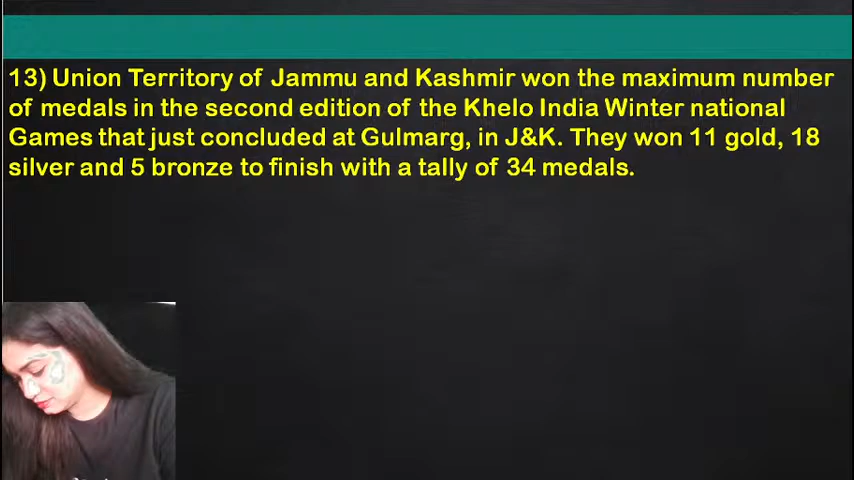 13) Union Territory of Jammu and Kashmir won the maximum number
of medals in the second edition of the Khelo India Winter national
Games that just concluded at Gulmarg, in J&K. They won 11 gold, 18
silver and 5 bronze to finish with a tally of 34 medals.